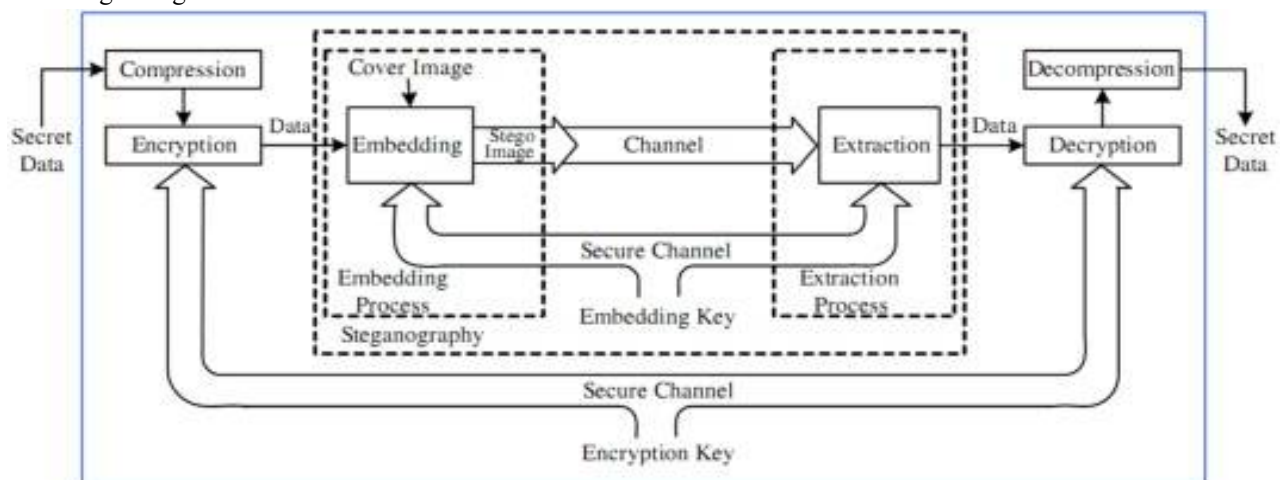 Secret
Data
Compression
Encryption
Data
Cover Image
Embedding
Stego
Image
Channel
Extraction
Data
Decompression
Decryption
Secret
Data
Secure Channel
Embedding
Process
Extraction
Process
Embedding Key
Steganography
Secure Channel
Encryption Key